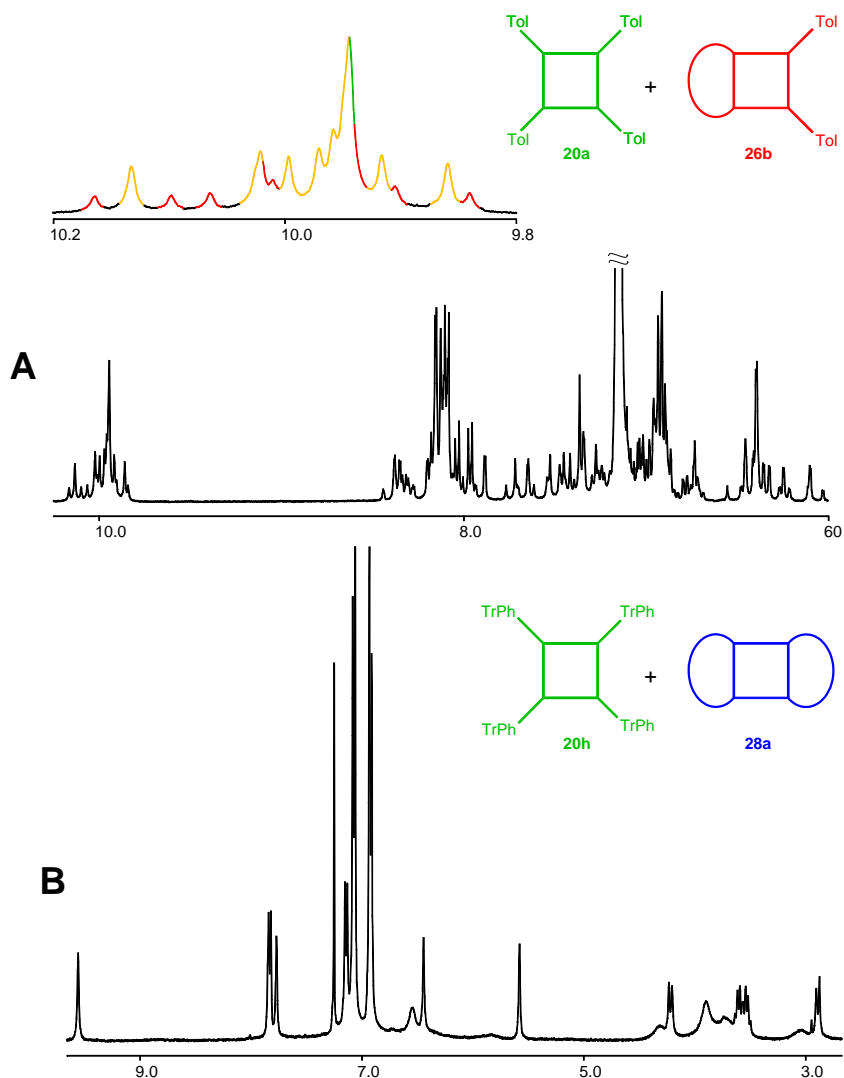 Tol Tol Tol
+
Tol Tol Tol
20a 26b
10.2 10.0 9.8
A
10.0 8.0 60
TrPh TrPh
+
TrPh TrPh
20h 28a
B
9.0 7.0 5.0 3.0